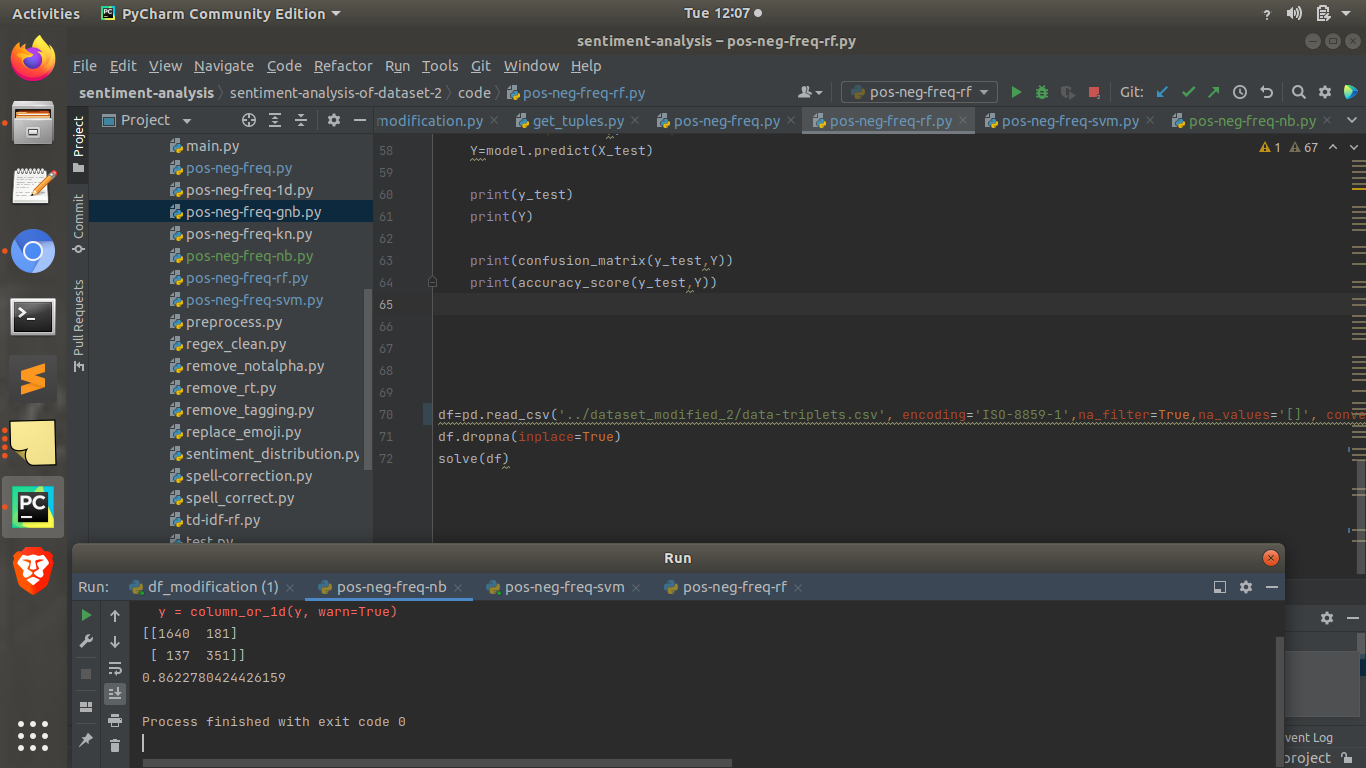 Activities PyCharm Community Edition Tue 12:07 ?
sentiment-analysis – pos-neg-freq-rf.py
File Edit View Navigate Code Refactor Run Tools Git Window Help
sentiment-analysis sentiment-analysis-of-dataset-2 code pos-neg-freq-rf.py pos-neg-freq-rf Git:
Project modification.py get_tuples.py pos-neg-freq.py pos-neg-freq-rf.py pos-neg-freq-svm.py pos-neg-freq-nb.py
Project
Commit
Pull Requests
main.py
pos-neg-freq.py
pos-neg-freq-1d.py
pos-neg-freq-gnb.py
pos-neg-freq-kn.py
pos-neg-freq-nb.py
pos-neg-freq-rf.py
pos-neg-freq-svm.py
preprocess.py
regex_clean.py
remove_notalpha.py
remove_rt.py
remove_tagging.py
replace_emoji.py
sentiment_distribution.py
spell-correction.py
spell_correct.py
td-idf-rf.py
test.py
1 67
58 Y=model.predict(X_test)
59
60 print(y_test)
61 print(Y)
62
63 print(confusion_matrix(y_test,Y))
64 print(accuracy_score(y_test,Y))
65
66
67
68
69
70 df=pd.read_csv('../dataset_modified_2/data-triplets.csv', encoding='ISO-8859-1',na_filter=True,na_values='[]', conve
71 df.dropna(inplace=True)
72 solve(df)
Run
Run: df_modification (1) pos-neg-freq-nb pos-neg-freq-svm pos-neg-freq-rf
y = column_or_1d(y, warn=True)
[[1640 181]
[ 137 351]]
0.8622780424426159
Process finished with exit code 0
vent Log
project
PC